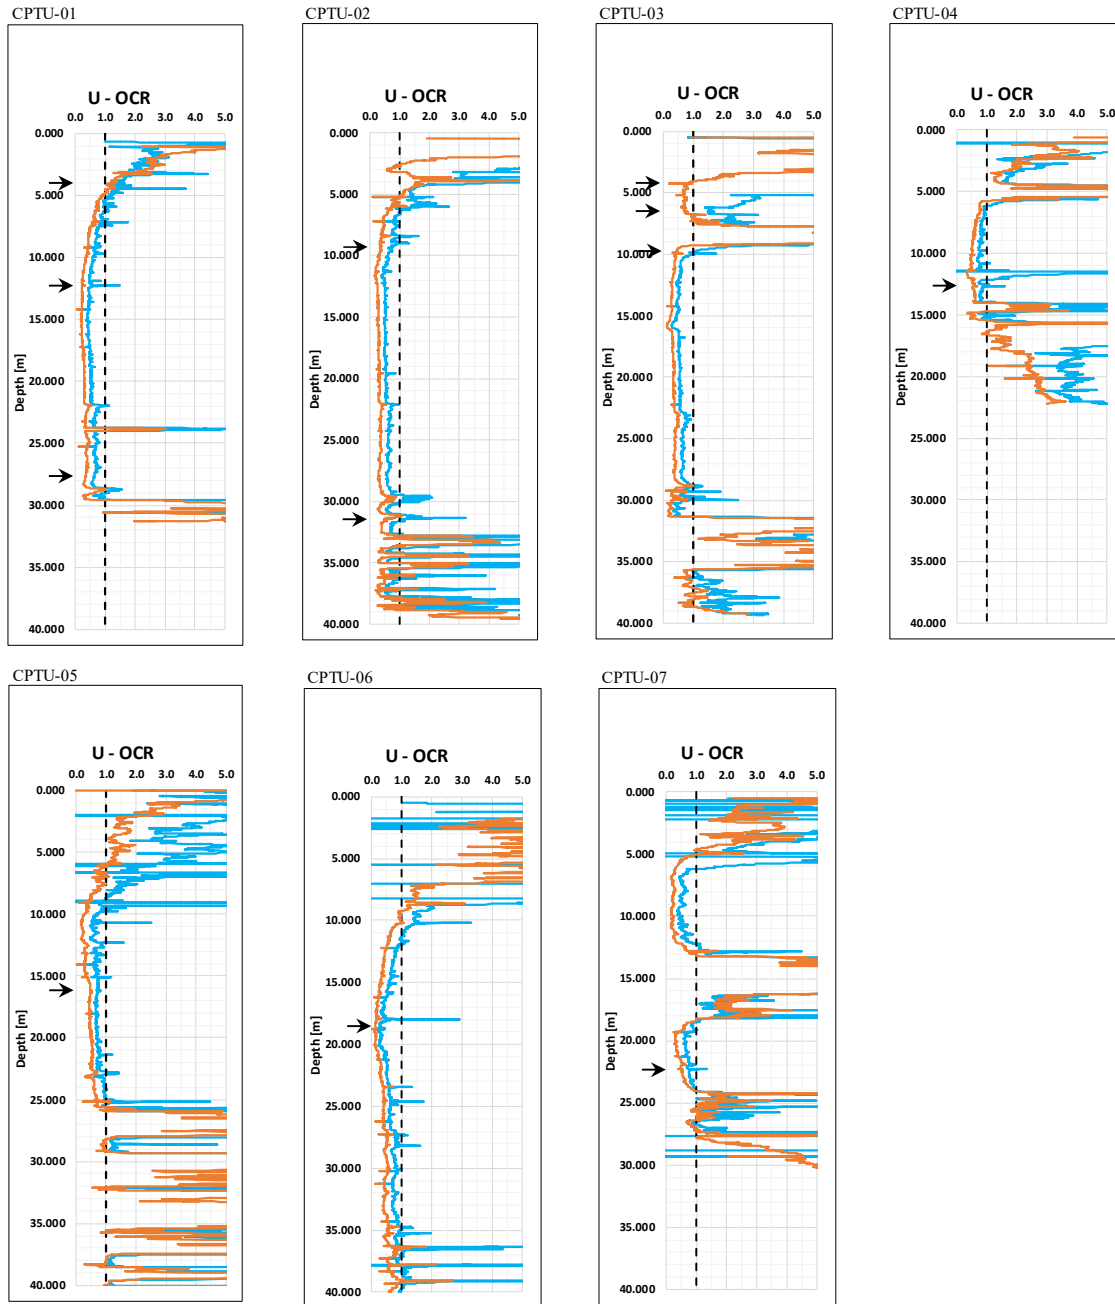 CPTU-01 CPTU-02 CPTU-03 CPTU-04
U - OCR U - OCR U - OCR U - OCR
0.0 1.0 2.0 3.0 4.0 5.0 0.0 1.0 2.0 3.0 4.0 5.0 0.0 1.0 2.0 3.0 4.0 5.0 0.0 1.0 2.0 3.0 4.0 5.0
0.000 0.000 0.000 0.000
5.000 5.000 5.000 5.000
10.000 10.000 10.000 10.000
15.000 15.000 15.000 15.000
Depth [m] Depth [m] Depth [m] Depth [m]
20.000 20.000 20.000 20.000
25.000 25.000 25.000 25.000
30.000 30.000 30.000 30.000
35.000 35.000 35.000 35.000
40.000 40.000 40.000 40.000
CPTU-05 CPTU-06 CPTU-07
U - OCR U - OCR U - OCR
0.0 1.0 2.0 3.0 4.0 5.0 0.0 1.0 2.0 3.0 4.0 5.0 0.0 1.0 2.0 3.0 4.0 5.0
0.000 0.000 0.000
5.000 5.000 5.000
10.000 10.000 10.000
15.000 15.000 15.000
Depth [m] Depth [m] Depth [m]
20.000 20.000 20.000
25.000 25.000 25.000
30.000 30.000 30.000
35.000 35.000 35.000
40.000 40.000 40.000